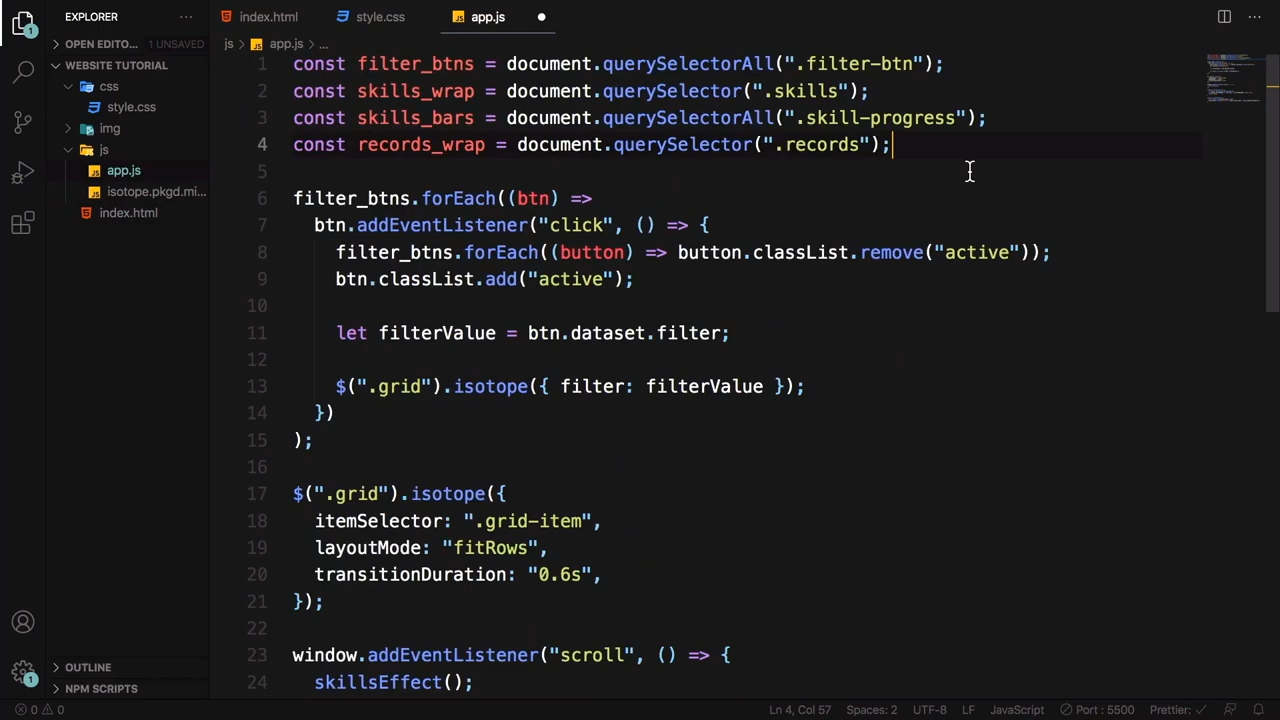 EXPLORER
index.html
style.css
app.js
OPEN EDITO...
1 UNSAVED
js > app.js > ...
WEBSITE TUTORIAL
css
style.css
img
js
app.js
isotope.pkgd.mi...
index.html
1 const filter_btns = document.querySelectorAll(".filter-btn");
2 const skills_wrap = document.querySelector(".skills");
3 const skills_bars = document.querySelectorAll(".skill-progress");
4 const records_wrap = document.querySelector(".records");
5
6 filter_btns.forEach((btn) =>
7 btn.addEventListener("click", () => {
8 filter_btns.forEach((button) => button.classList.remove("active"));
9 btn.classList.add("active");
10
11 let filterValue = btn.dataset.filter;
12
13 $(".grid").isotope({ filter: filterValue });
14 })
15 );
16
17 $(".grid").isotope({
18 itemSelector: ".grid-item",
19 layoutMode: "fitRows",
20 transitionDuration: "0.6s",
21 });
22
23 window.addEventListener("scroll", () => {
24 skillsEffect();
OUTLINE
NPM SCRIPTS
1
1
0 0
Ln 4, Col 57
Spaces: 2
UTF-8
LF
JavaScript
Port : 5500
Prettier: ✓